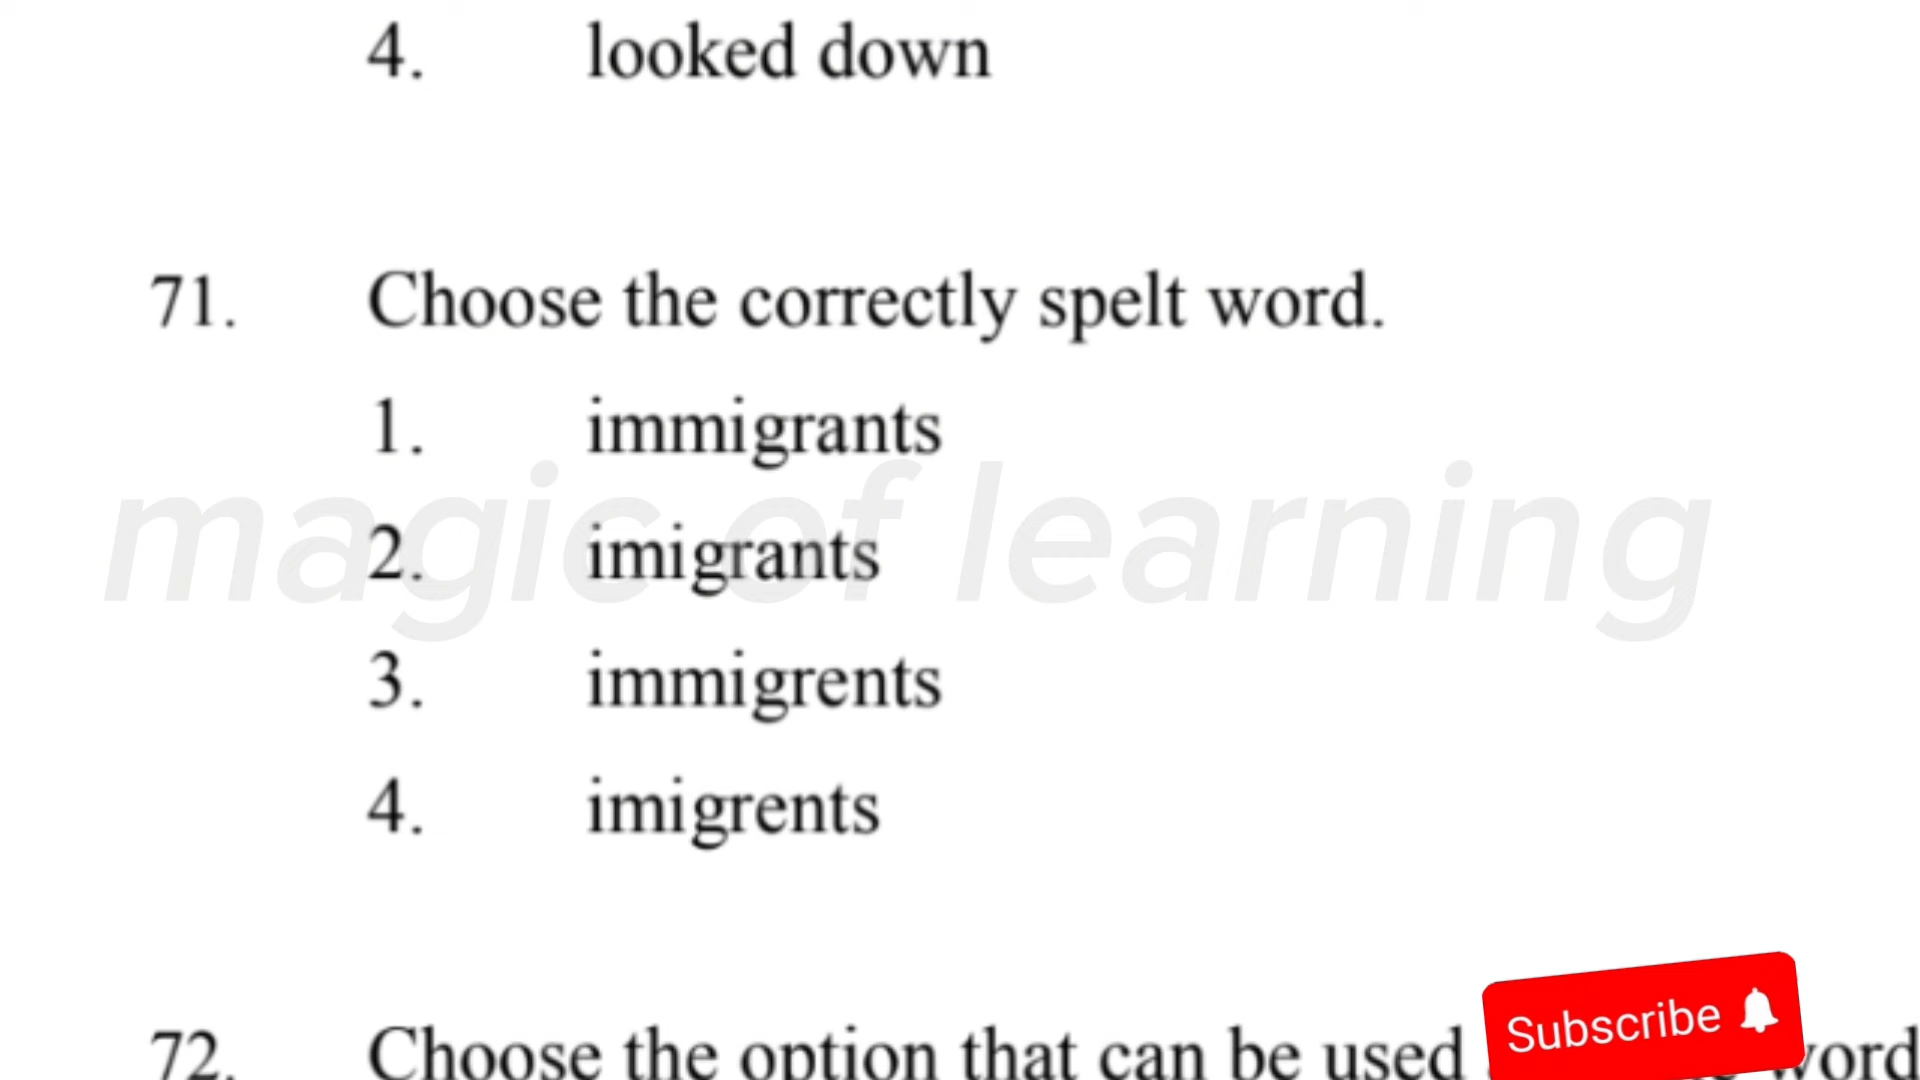 4. looked down
71. Choose the correctly spelt word.
1. immigrants
magic of learning
2. imigrants
3. immigrents
4. imigrents
Subscribe
72. Choose the option that can be used word